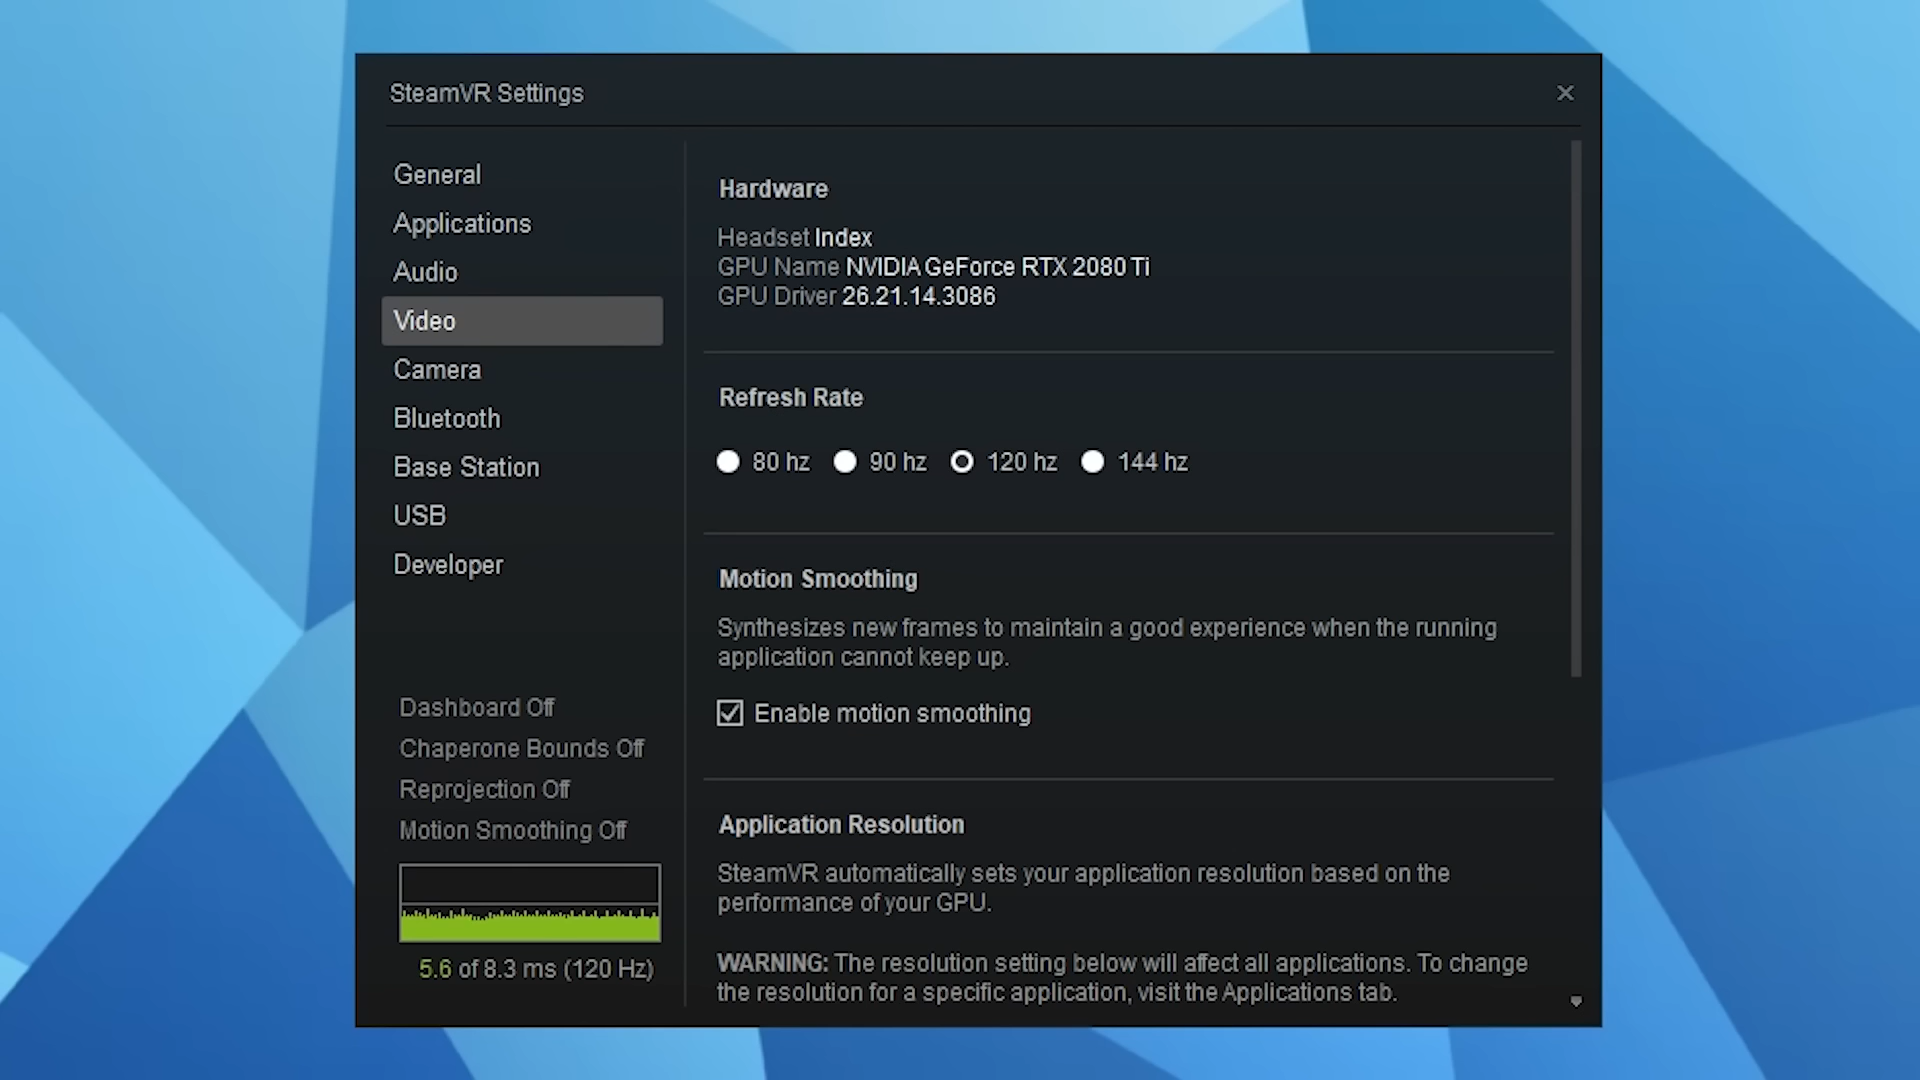 SteamVR Settings
General
Applications
Audio
Video
Camera
Bluetooth
Base Station
USB
Developer
Dashboard Off
Chaperone Bounds Off
Reprojection Off
Motion Smoothing Off
5.6 of 8.3 ms (120 Hz)
Hardware
Headset Index
GPU Name NVIDIA GeForce RTX 2080 Ti
GPU Driver 26.21.14.3086
Refresh Rate
80 hz 90 hz 120 hz 144 hz
Motion Smoothing
Synthesizes new frames to maintain a good experience when the running
application cannot keep up.
Enable motion smoothing
Application Resolution
SteamVR automatically sets your application resolution based on the
performance of your GPU.
WARNING: The resolution setting below will affect all applications. To change
the resolution for a specific application, visit the Applications tab.